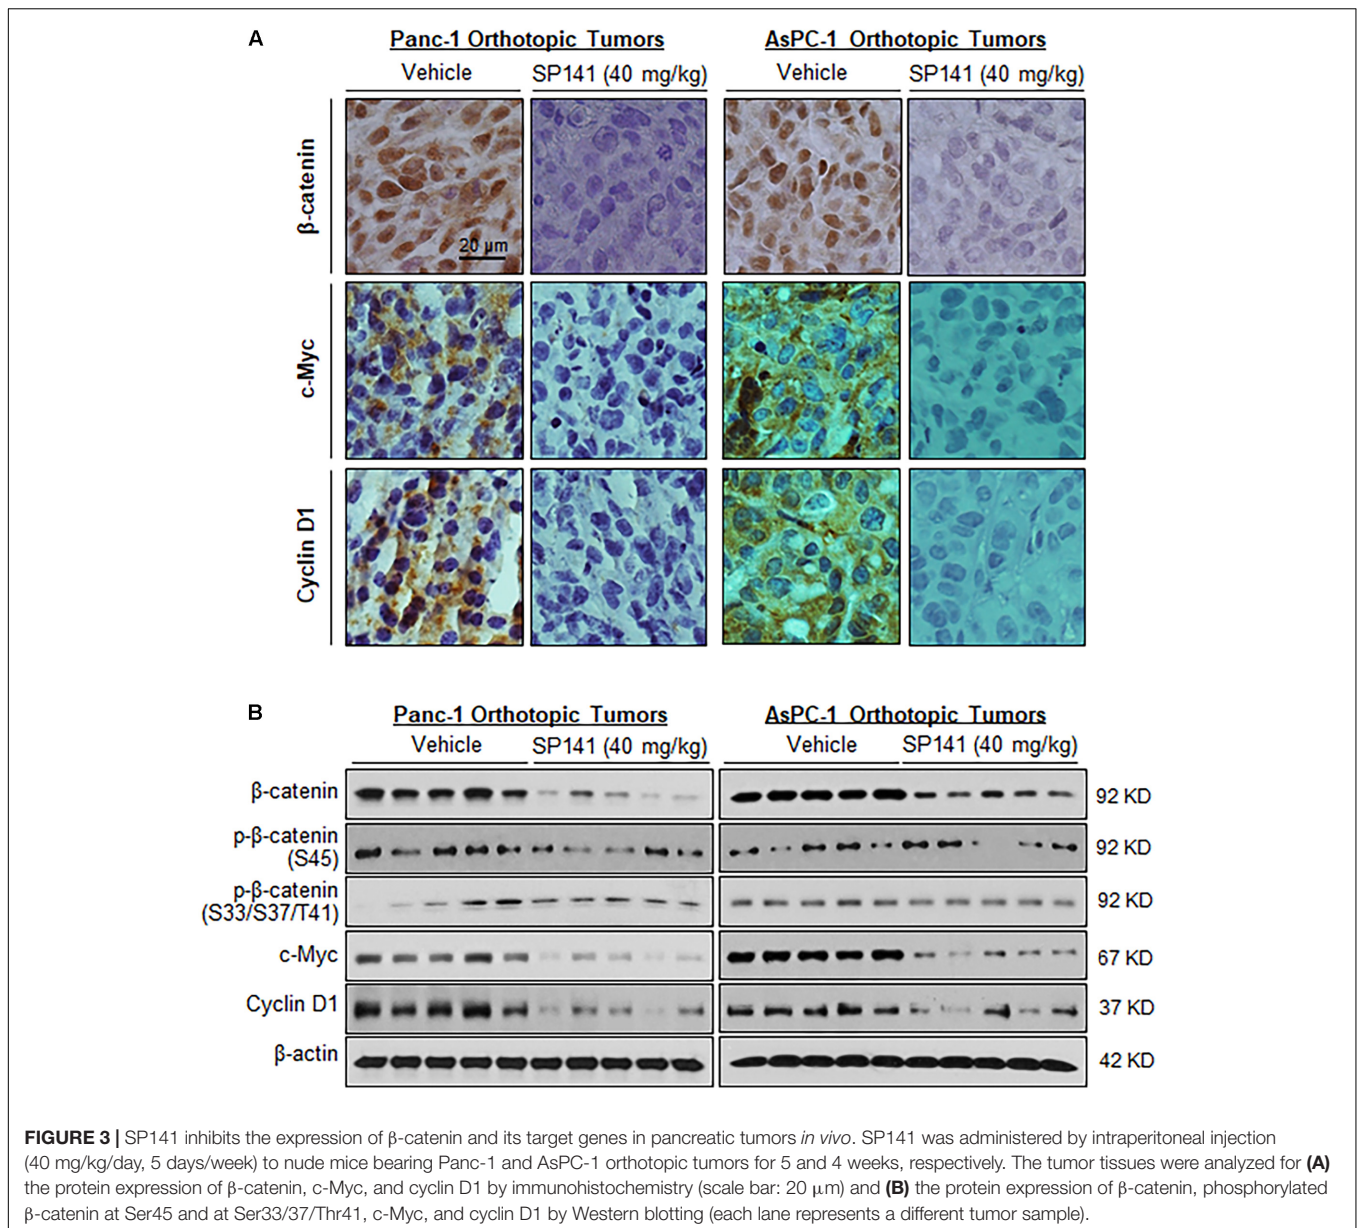 A
Panc-1 Orthotopic Tumors
AsPC-1 Orthotopic Tumors
Vehicle
SP141 (40 mg/kg)
Vehicle
SP141 (40 mg/kg)
β-catenin
20 μm
c-Myc
Cyclin D1
B
Panc-1 Orthotopic Tumors
AsPC-1 Orthotopic Tumors
Vehicle
SP141 (40 mg/kg)
Vehicle
SP141 (40 mg/kg)
β-catenin
92 KD
p-β-catenin
(S45)
92 KD
p-β-catenin
(S33/S37/T41)
92 KD
c-Myc
67 KD
Cyclin D1
37 KD
β-actin
42 KD
FIGURE 3 | SP141 inhibits the expression of β-catenin and its target genes in pancreatic tumors in vivo. SP141 was administered by intraperitoneal injection
(40 mg/kg/day, 5 days/week) to nude mice bearing Panc-1 and AsPC-1 orthotopic tumors for 5 and 4 weeks, respectively. The tumor tissues were analyzed for (A)
the protein expression of β-catenin, c-Myc, and cyclin D1 by immunohistochemistry (scale bar: 20 μm) and (B) the protein expression of β-catenin, phosphorylated
β-catenin at Ser45 and at Ser33/37/Thr41, c-Myc, and cyclin D1 by Western blotting (each lane represents a different tumor sample).